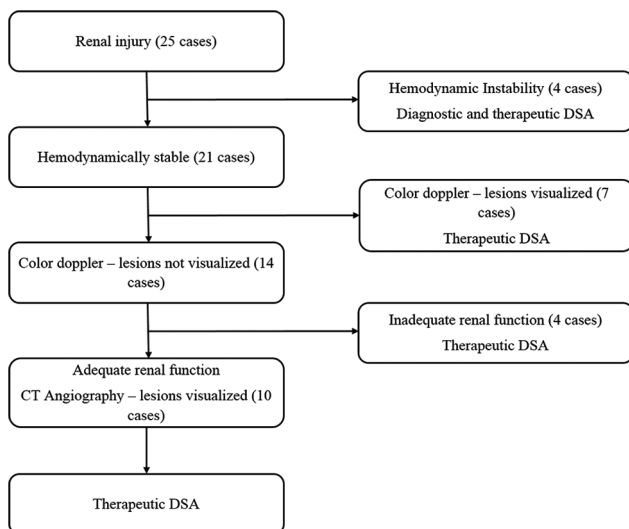 Renal injury (25 cases)
Hemodynamic Instability (4 cases)
Diagnostic and therapeutic DSA
Hemodynamically stable (21 cases)
Color doppler – lesions visualized (7
cases)
Therapeutic DSA
Color doppler – lesions not visualized (14
cases)
Inadequate renal function (4 cases)
Therapeutic DSA
Adequate renal function
CT Angiography – lesions visualized (10
cases)
Therapeutic DSA